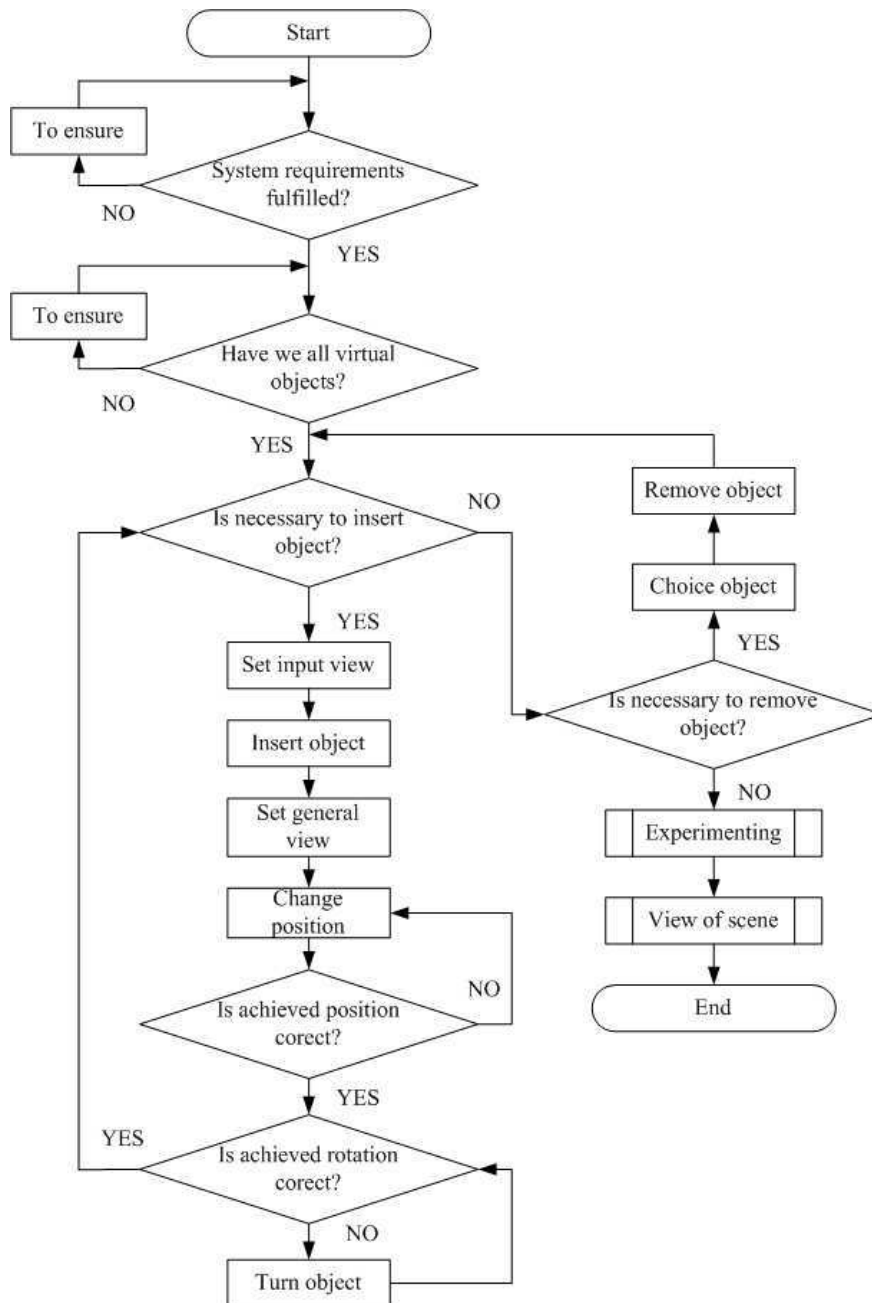 Start
To ensure
System requirements
fulfilled?
NO
YES
To ensure
Have we all virtual
objects?
NO
YES
Is necessary to insert
object?
NO
YES
Set input view
Insert object
Set general
view
Change
position
Is achieved position
corect?
NO
YES
Is achieved rotation
corect?
YES
NO
Turn object
Remove object
Choice object
YES
Is necessary to remove
object?
NO
Experimenting
View of scene
End